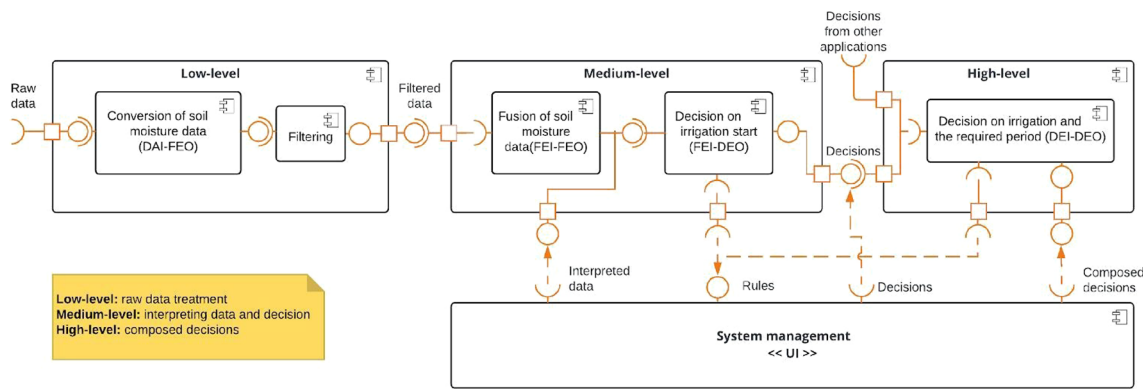 Decisions
from other
applications
Low-level
Medium-level
High-level
Raw
data
Filtered
data
Conversion of soil
moisture data
(DAI-FEO)
Filtering
Fusion of soil
moisture
data(FEI-FEO)
Decision on
irrigation start
(FEI-DEO)
Decisions
Decision on irrigation and
the required period (DEI-DEO)
Interpreted
data
Rules
Decisions
Composed
decisions
Low-level: raw data treatment
Medium-level: interpreting data and decision
High-level: composed decisions
System management
<< UI >>